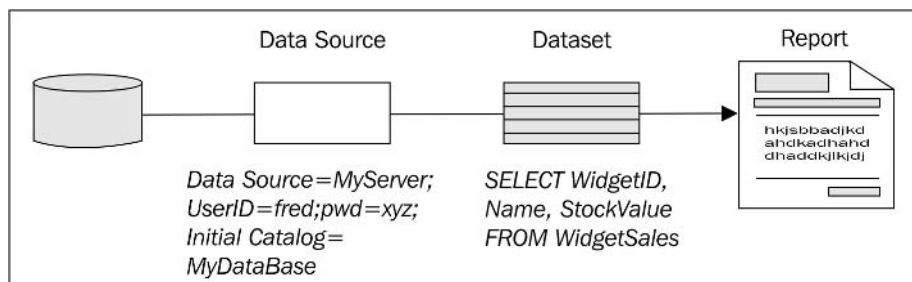 Data Source
Dataset
Report
hkjsbbadjkd
ahdkadhahd
dhaddkjlkjdj
Data Source=MyServer;
UserID=fred;pwd=xyz;
Initial Catalog=
MyDataBase
SELECT WidgetID,
Name, StockValue
FROM WidgetSales